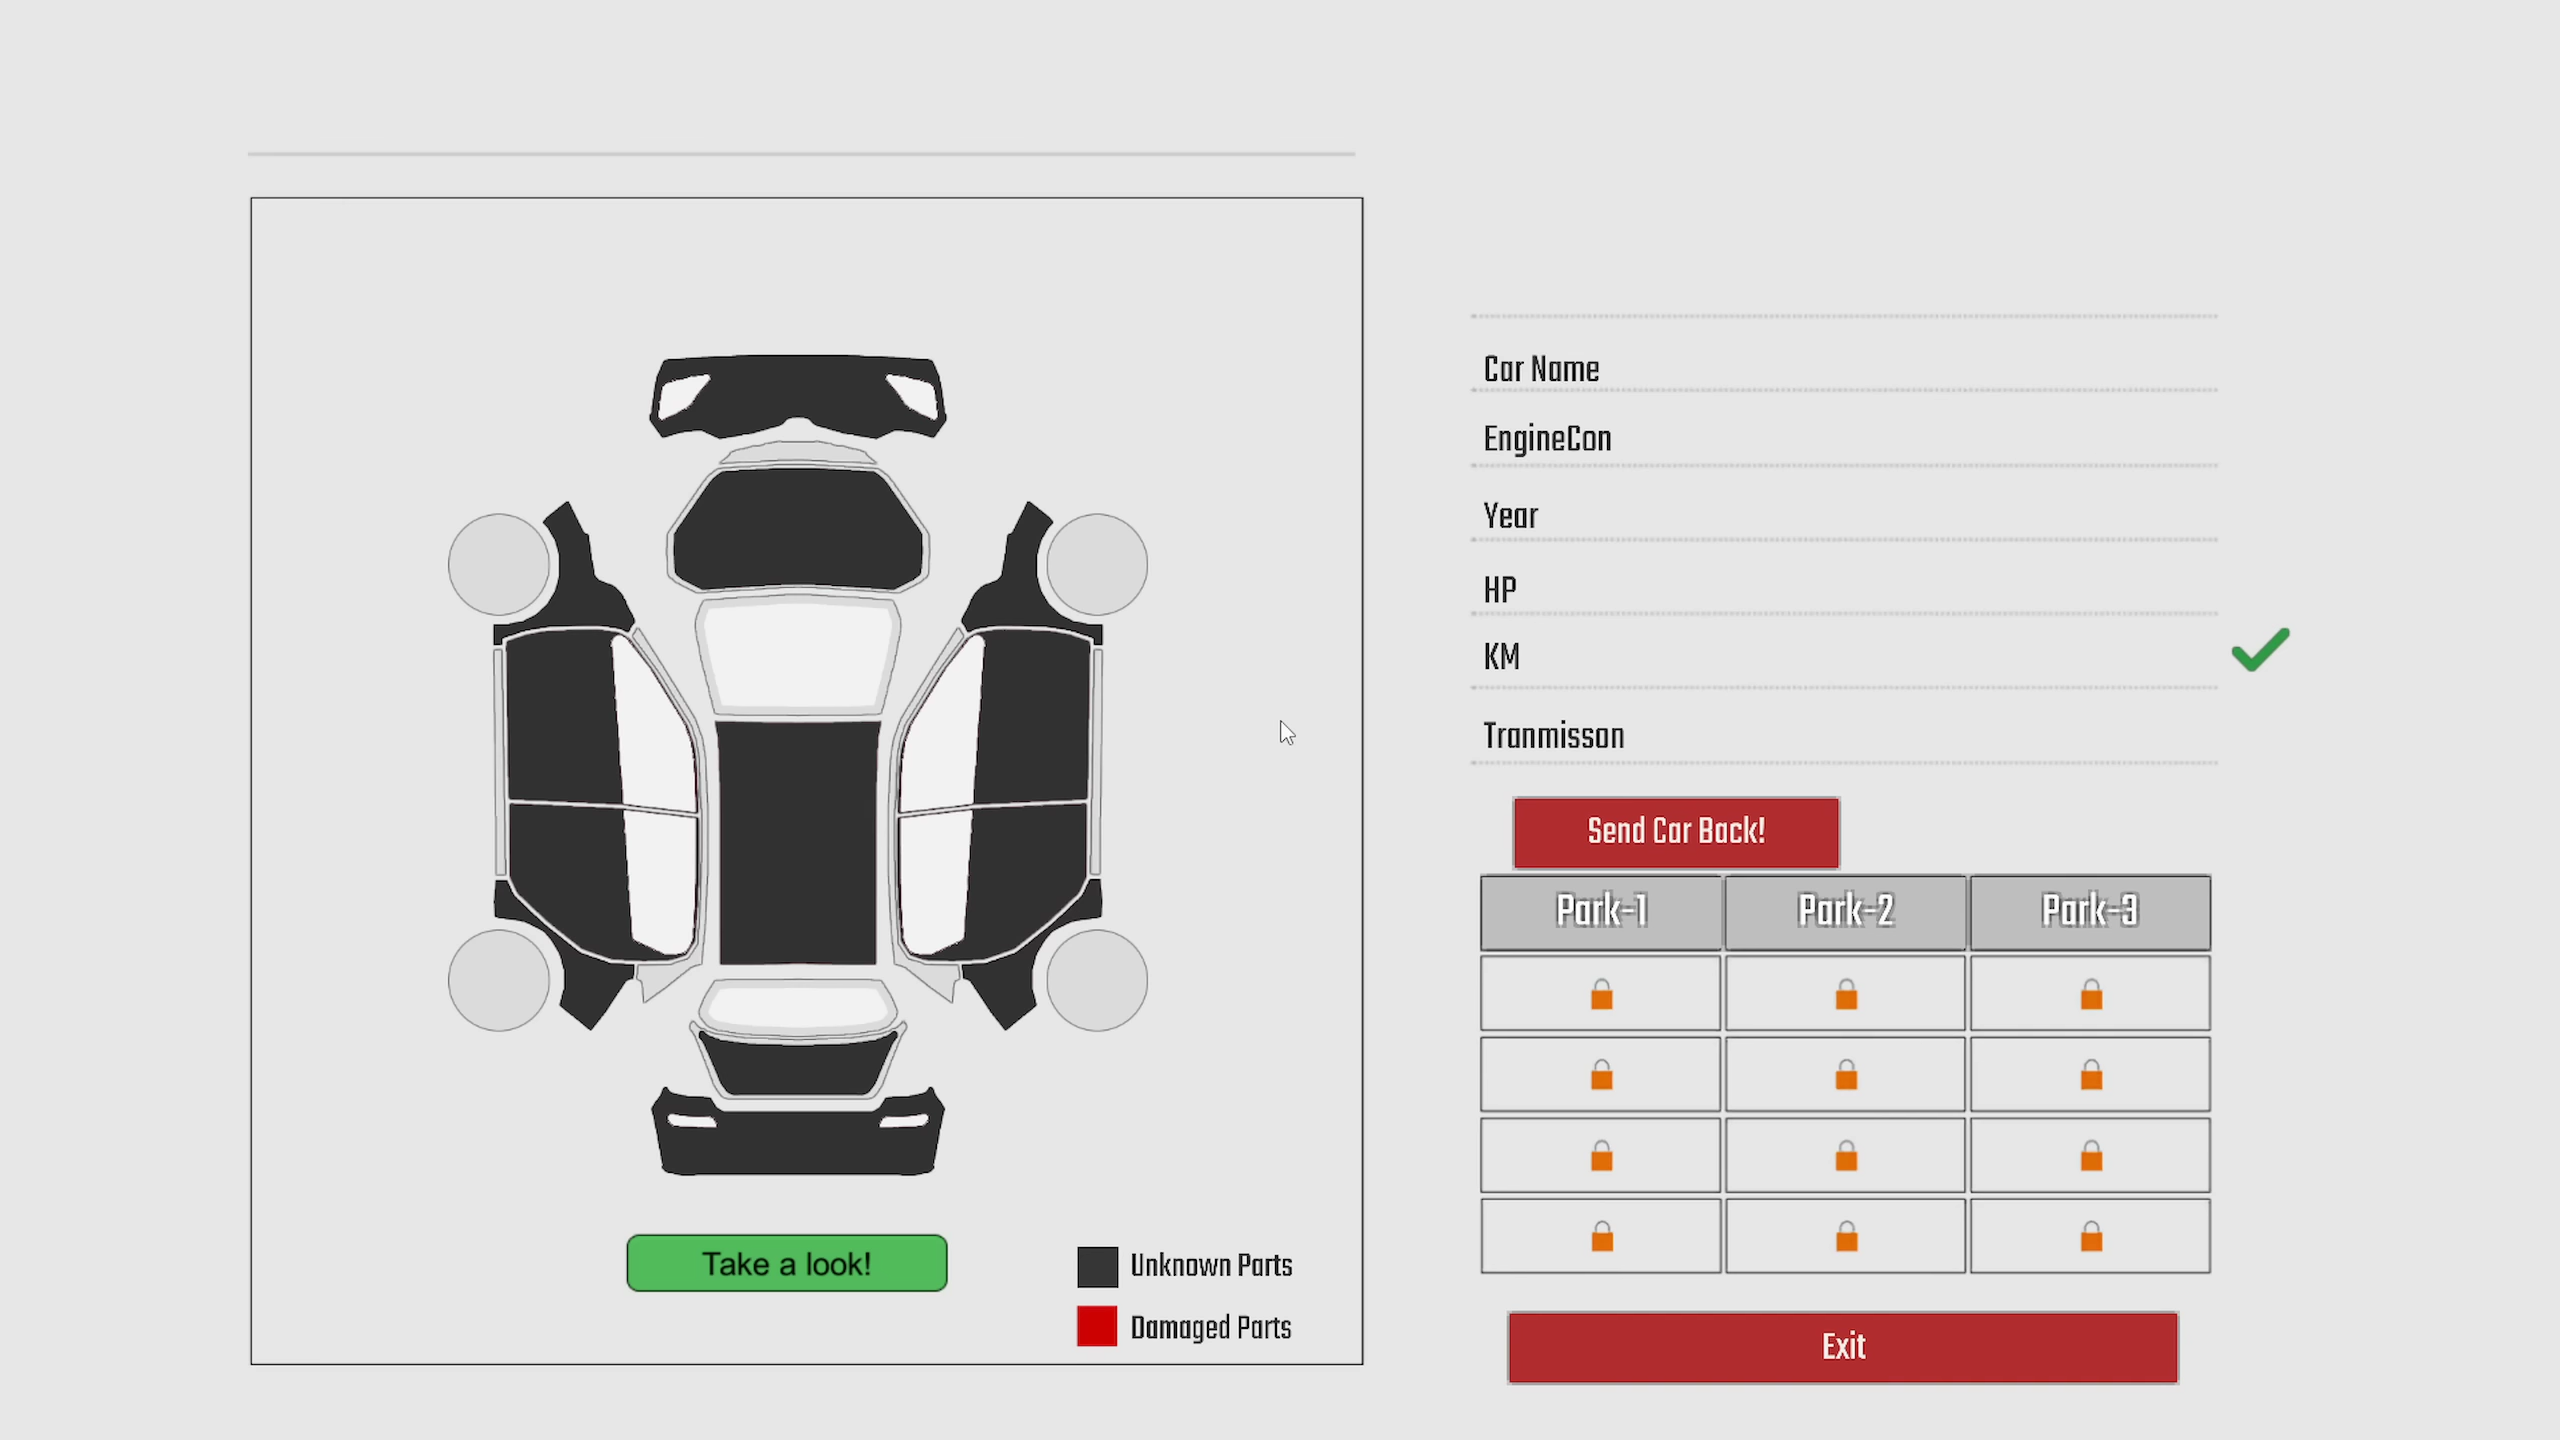 Car Name
EngineCon
Year
HP
KM
Tranmisson
Send Car Back!
Park-1 Park-2 Park-3
Take a look!
Unknown Parts
Damaged Parts
Exit